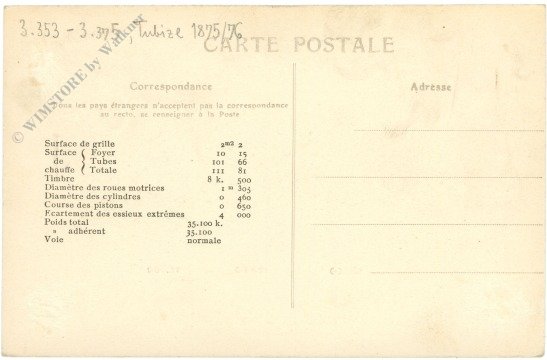 3.353 - 3.375, Tubize 1875/76
CARTE POSTALE
© WIMSTORE by Walkner
Correspondance
Tous les pays étrangers n'acceptent pas la correspondance
au recto, se renseigner à la Poste
Adresse
Surface de grille 2m2 2
Surface ( Foyer 10 15
de } Tubes 101 66
chauffe ( Totale 111 81
Timbre 8 k. 500
Diamètre des roues motrices 1 m 305
Diamètre des cylindres 0 460
Course des pistons 0 650
Ecartement des essieux extrêmes 4 000
Poids total 35.100 k.
» adhérent 35.100
Voie normale